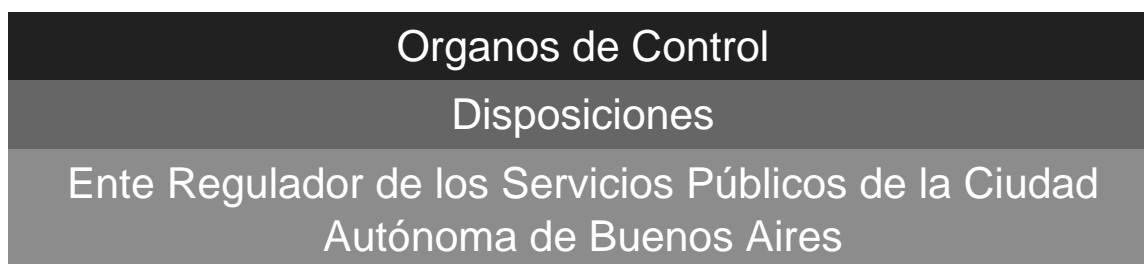 Organos de Control
Disposiciones
Ente Regulador de los Servicios Públicos de la Ciudad
Autónoma de Buenos Aires